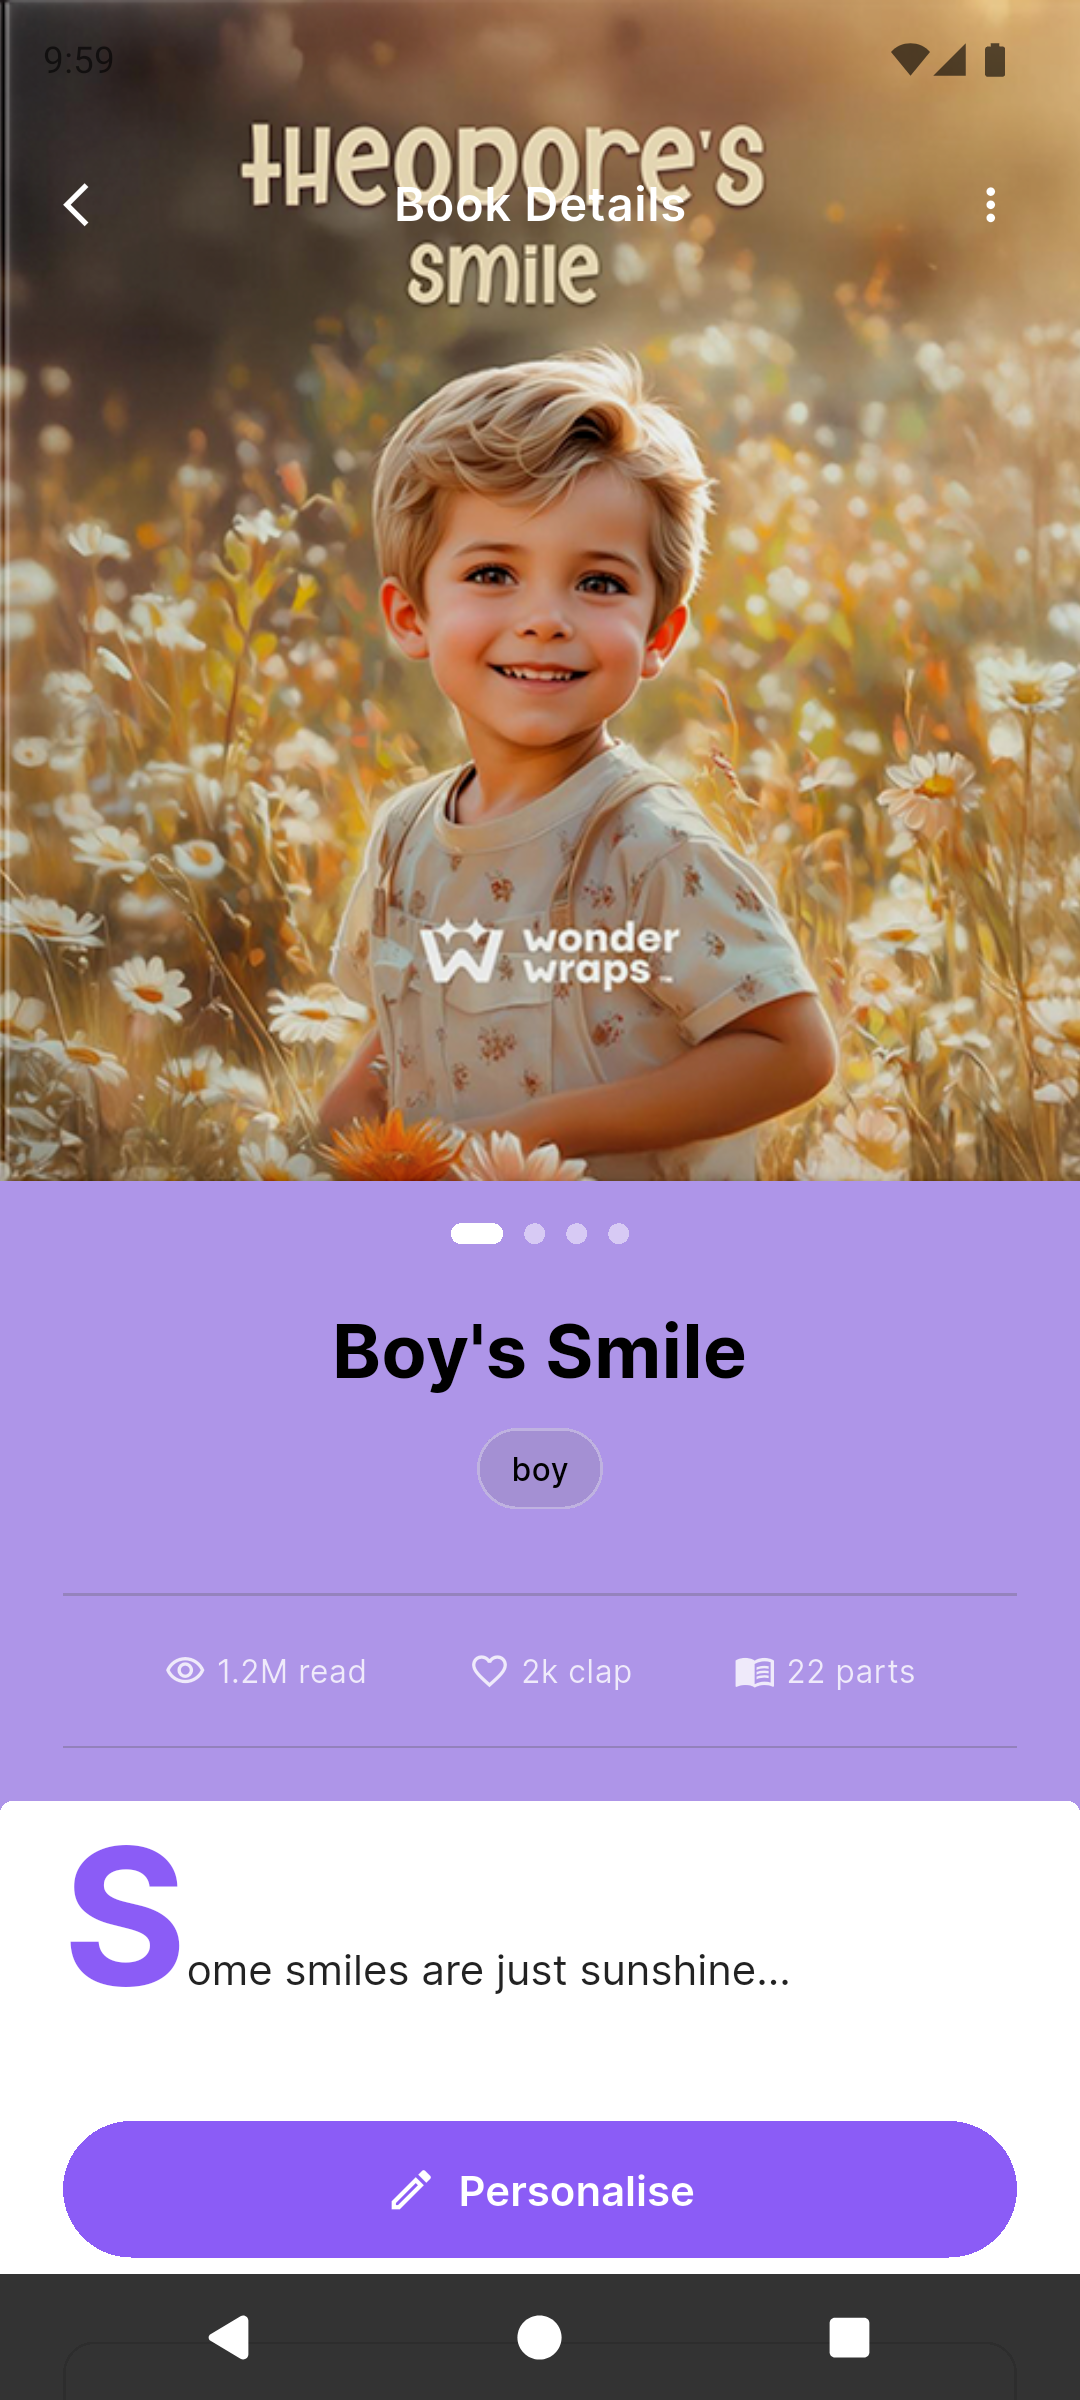 9:59
theodore's
Book Details
smile
wonder
wraps
Boy's Smile
boy
1.2M read
2k clap
22 parts
Some smiles are just sunshine...
Personalise